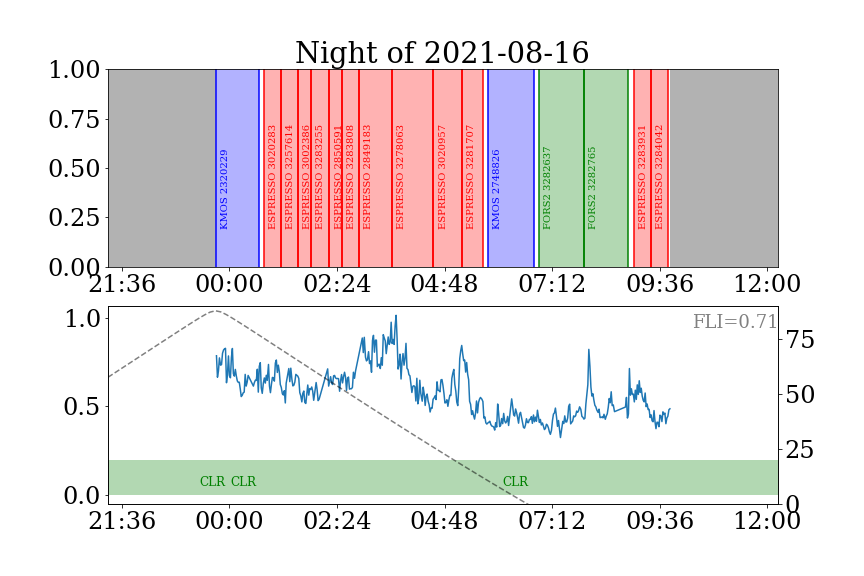 Night of 2021-08-16
1.00
0.75
0.50
0.25
0.00
KMOS 2320229
ESPRESSO 3020283
ESPRESSO 3257614
ESPRESSO 3002386
ESPRESSO 3283255
ESPRESSO 2850591
ESPRESSO 3283808
ESPRESSO 2849183
ESPRESSO 3278063
ESPRESSO 3020957
ESPRESSO 3281707
KMOS 2748826
FORS2 3282637
FORS2 3282765
ESPRESSO 3283931
ESPRESSO 3284042
21:36 00:00 02:24 04:48 07:12 09:36 12:00
FLI=0.71
1.0
0.5
0.0
75
50
25
0
CLR CLR CLR
21:36 00:00 02:24 04:48 07:12 09:36 12:00